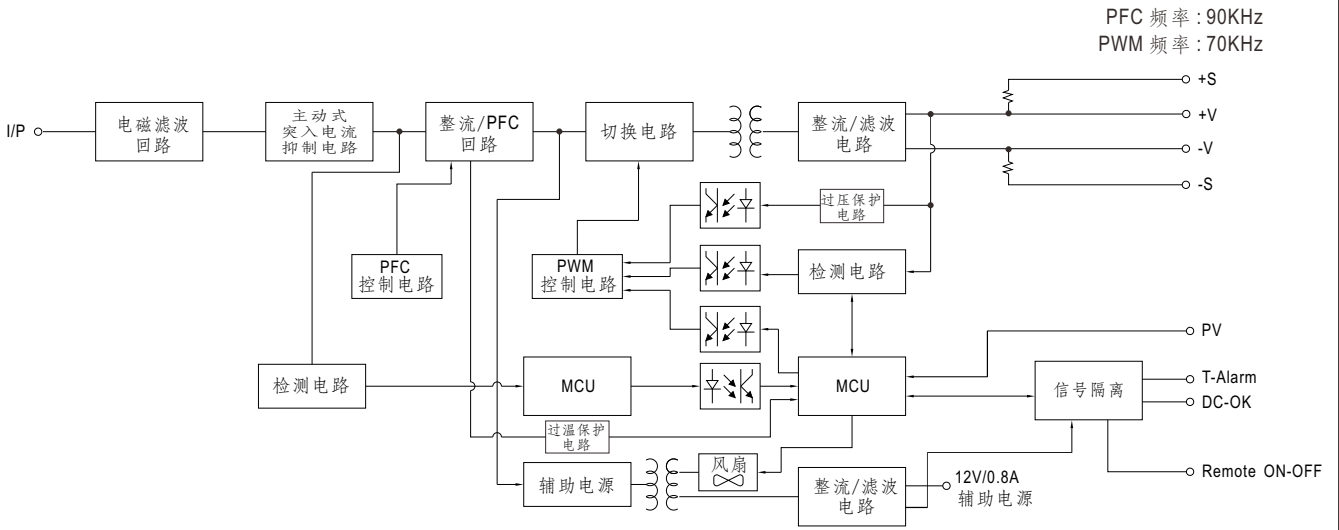 PFC 频率 : 90KHz
PWM 频率 : 70KHz
I/P
电磁滤波
回路
主动式
突入电流
抑制电路
整流/PFC
回路
切换电路
整流/滤波
电路
+S
+V
-V
-S
过压保护
电路
PFC
控制电路
PWM
控制电路
检测电路
检测电路
MCU
MCU
PV
信号隔离
T-Alarm
DC-OK
过温保护
电路
辅助电源
风扇
整流/滤波
电路
12V/0.8A
辅助电源
Remote ON-OFF